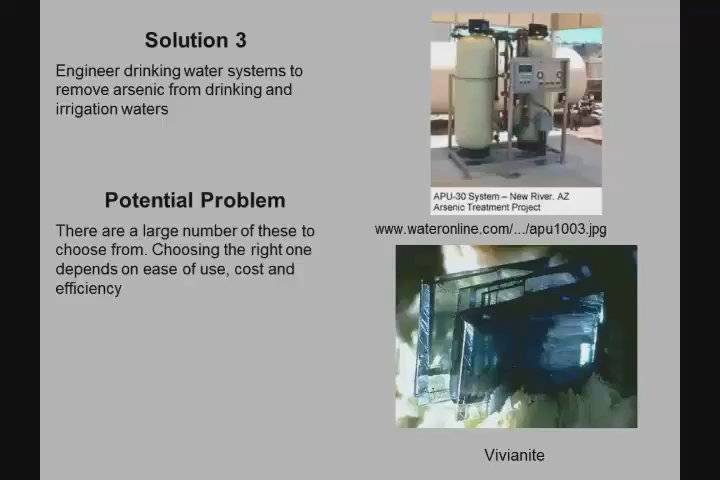 Solution 3
Engineer drinking water systems to
remove arsenic from drinking and
irrigation waters
Potential Problem
There are a large number of these to
choose from. Choosing the right one
depends on ease of use, cost and
efficiency
APU-30 System – New River, AZ
Arsenic Treatment Project
www.wateronline.com/.../apu1003.jpg
Vivianite